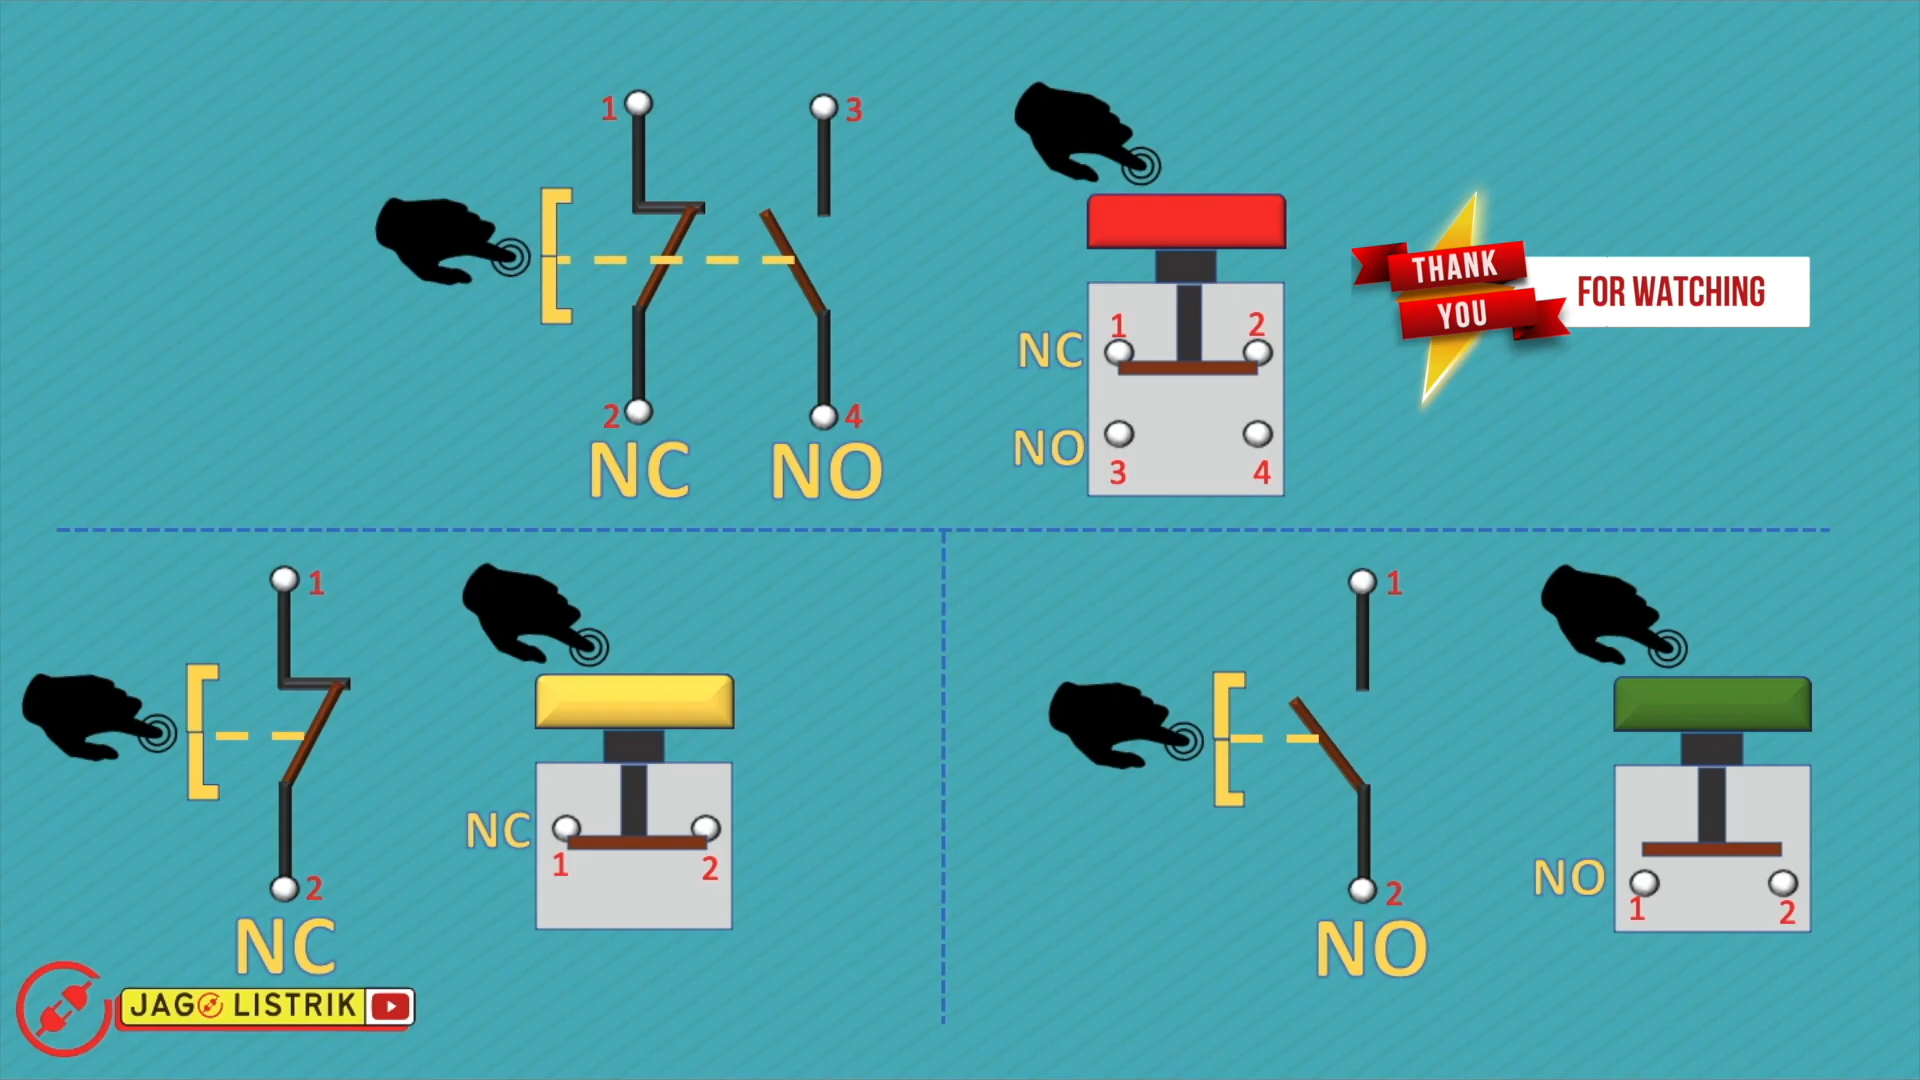 1
3
2
4
NC NO
1 2
NC
NO
3 4
THANK
YOU
FOR WATCHING
1
2
NC
NC
1 2
1
2
NO
NO
1 2
JAGO LISTRIK